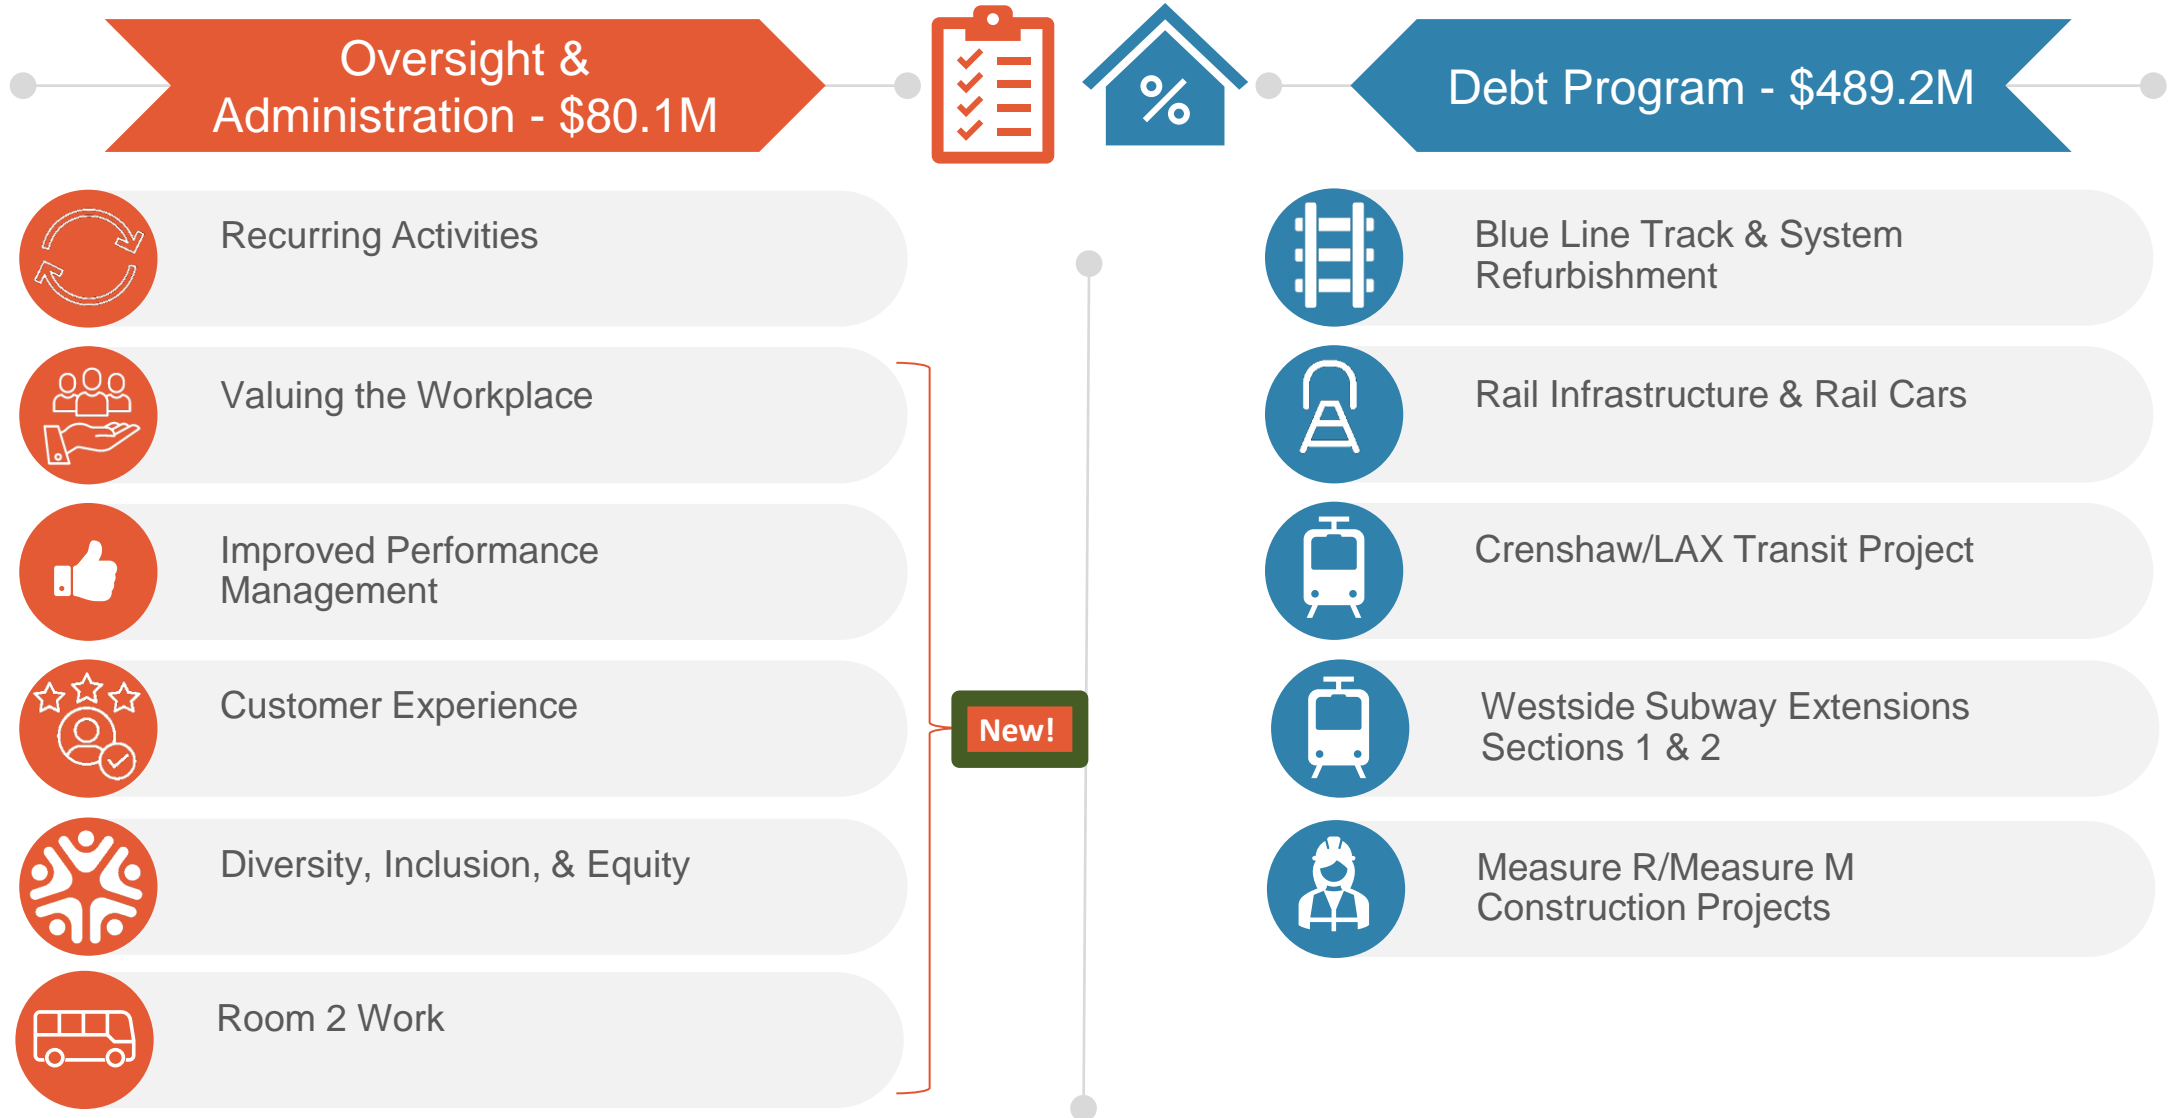 Oversight &
Administration - $80.1M
Recurring Activities
Valuing the Workplace
Improved Performance
Management
Customer Experience
Diversity, Inclusion, & Equity
Room 2 Work
New!
Debt Program - $489.2M
Blue Line Track & System
Refurbishment
Rail Infrastructure & Rail Cars
Crenshaw/LAX Transit Project
Westside Subway Extensions
Sections 1 & 2
Measure R/Measure M
Construction Projects